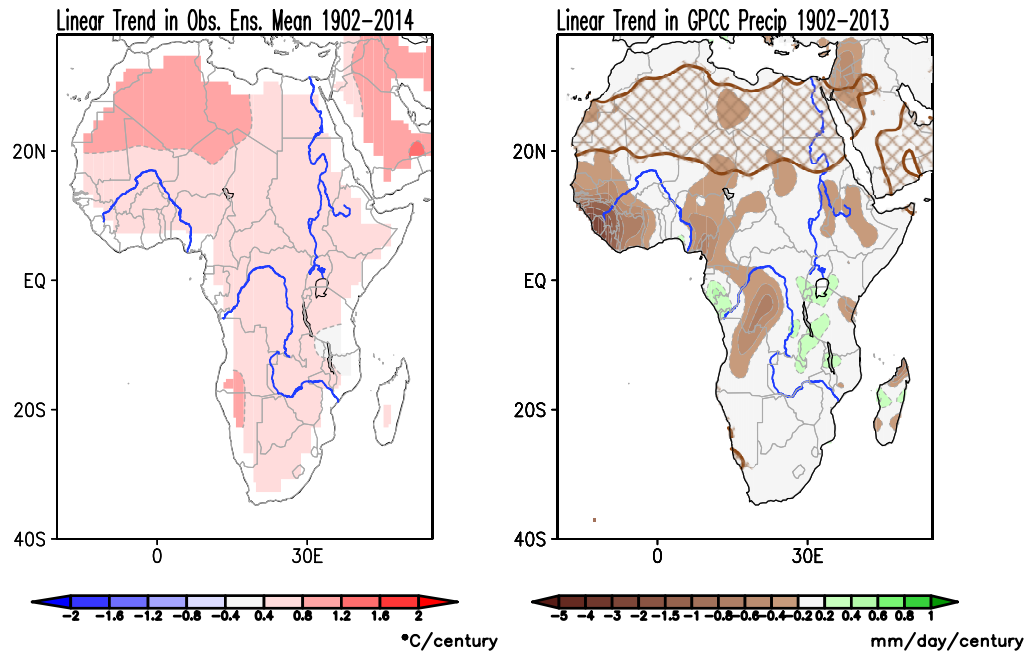 Linear Trend in Obs. Ens. Mean 1902-2014
Linear Trend in GPCC Precip 1902-2013
20N
EQ
20S
40S
0
30E
20N
EQ
20S
40S
0
30E
-2 -1.6 -1.2 -0.8 -0.4 0.4 0.8 1.2 1.6 2
°C/century
-5 -4 -3 -2 -1.5 -1 -0.8 -0.6 -0.4 -0.2 0.2 0.4 0.6 0.8 1
mm/day/century